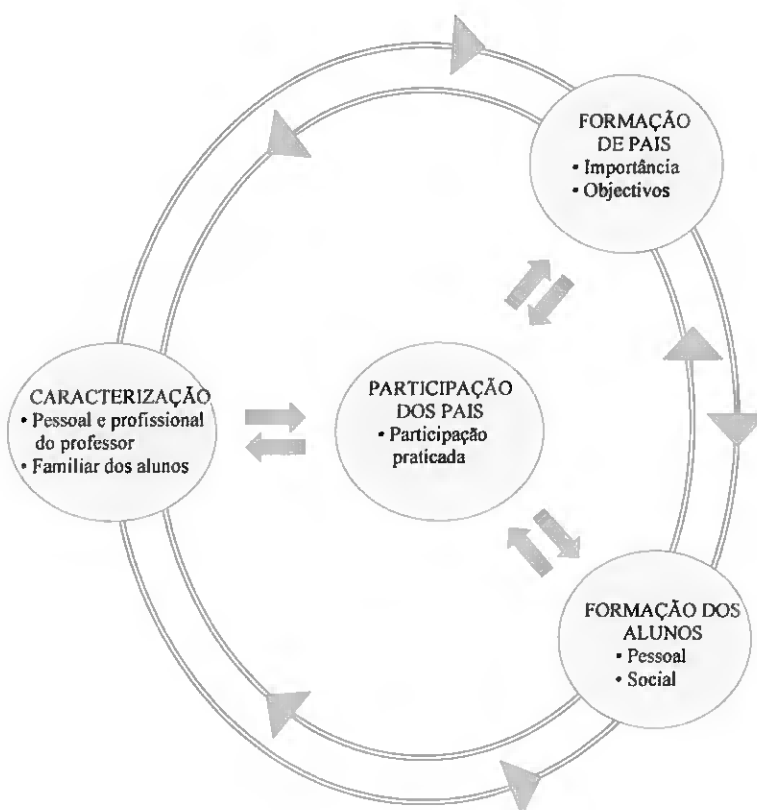 FORMAÇÃO
DE PAIS
• Importância
• Objectivos
CARACTERIZAÇÃO
• Pessoal e profissional
do professor
• Familiar dos alunos
PARTICIPAÇÃO
DOS PAIS
• Participação
praticada
FORMAÇÃO DOS
ALUNOS
• Pessoal
• Social